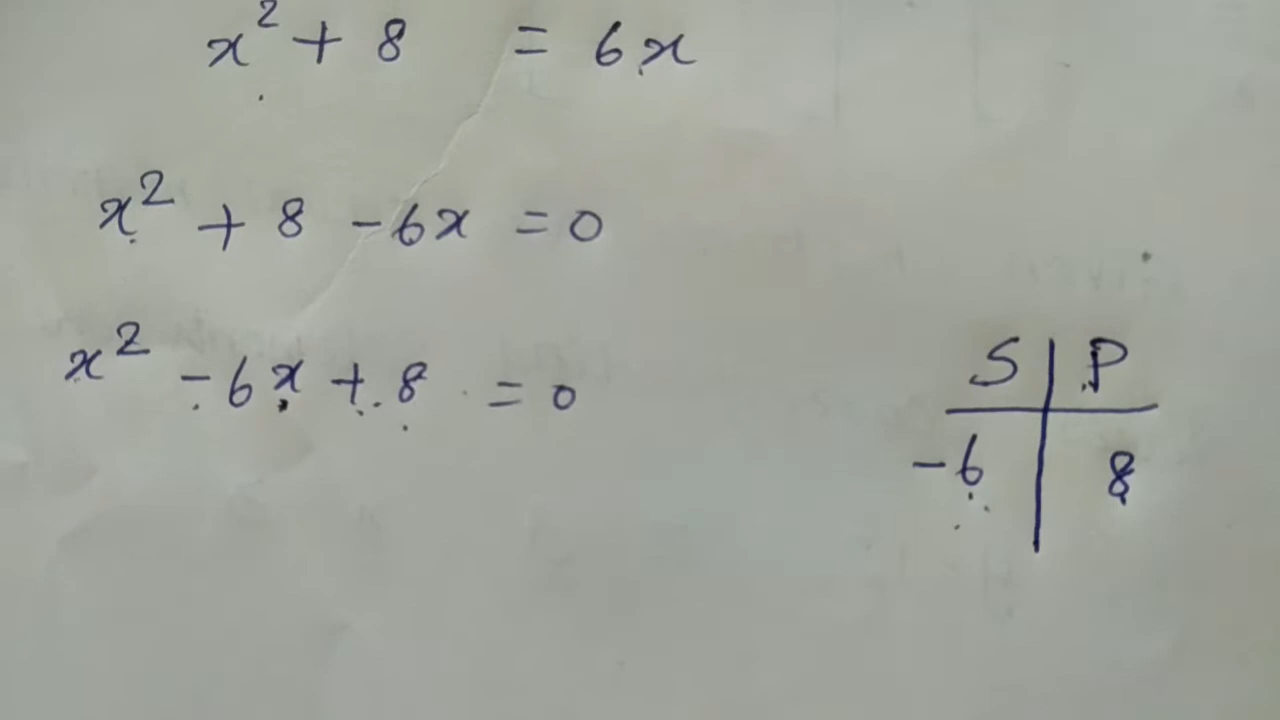 x² + 8 = 6x
x² + 8 - 6x = 0
x² - 6x + 8 = 0
S | P
-6 | 8